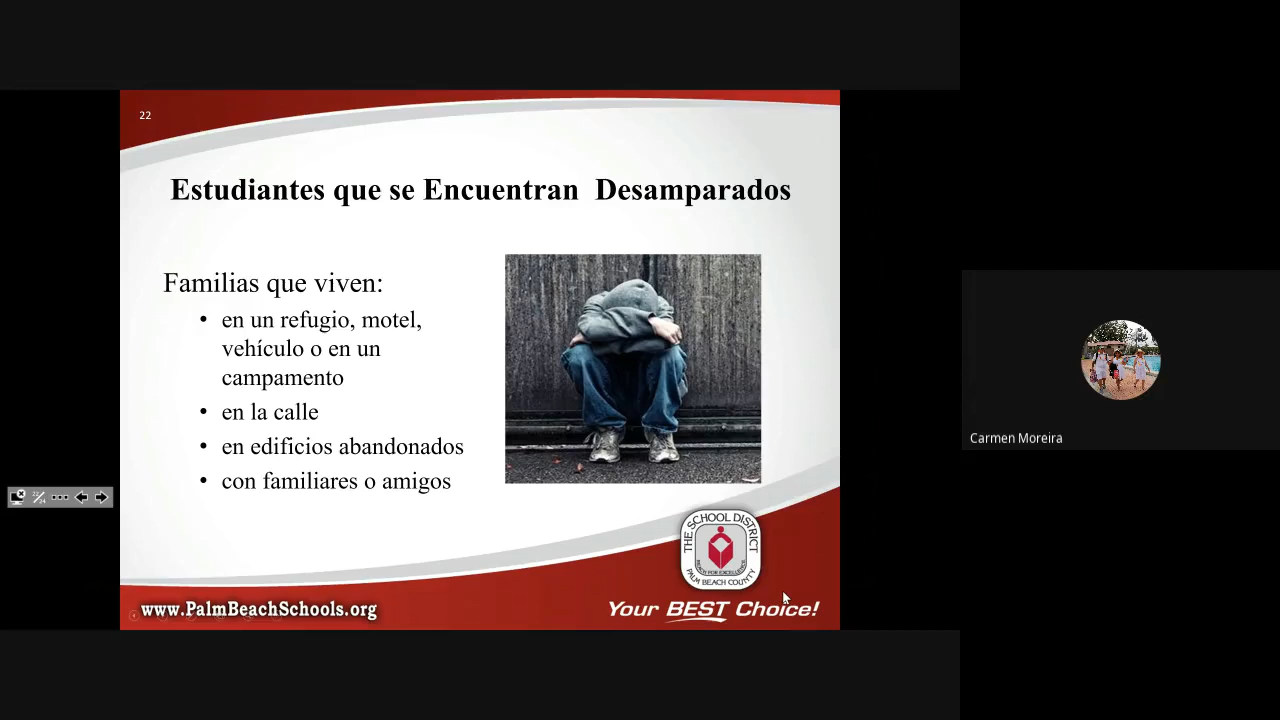 22
Estudiantes que se Encuentran Desamparados
Familias que viven:
• en un refugio, motel,
vehículo o en un
campamento
• en la calle
• en edificios abandonados
• con familiares o amigos
Carmen Moreira
THE SCHOOL DISTRICT
PALM BEACH COUNTY
www.PalmBeachSchools.org
Your BEST Choice!